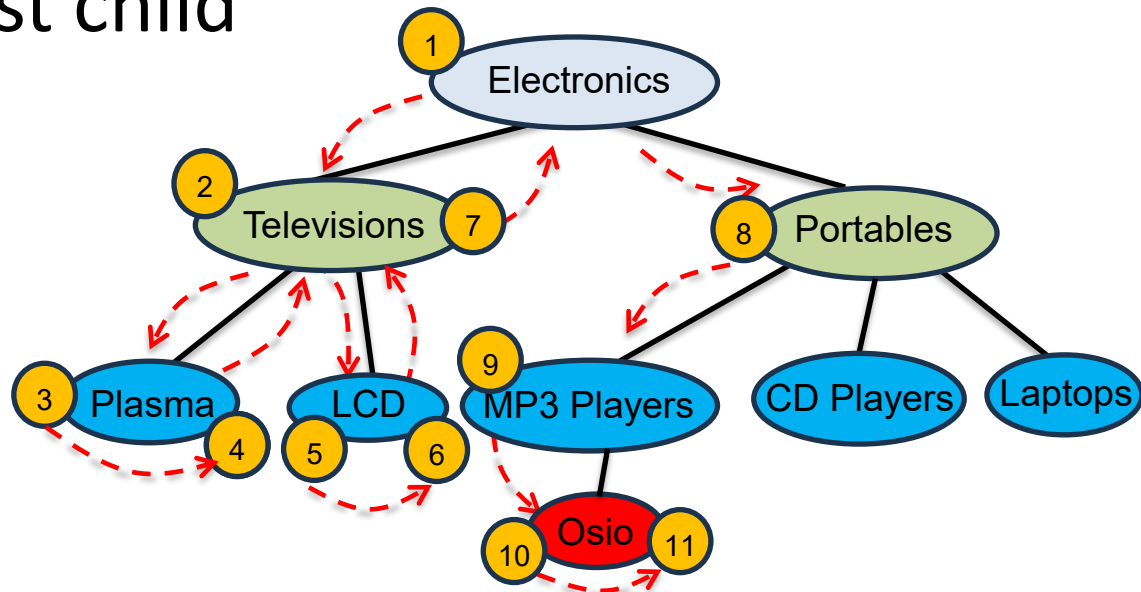 st child
1
Electronics
2
Televisions
7
8
Portables
3
Plasma
4
LCD
5
6
9
MP3 Players
CD Players
Laptops
10
Osio
11